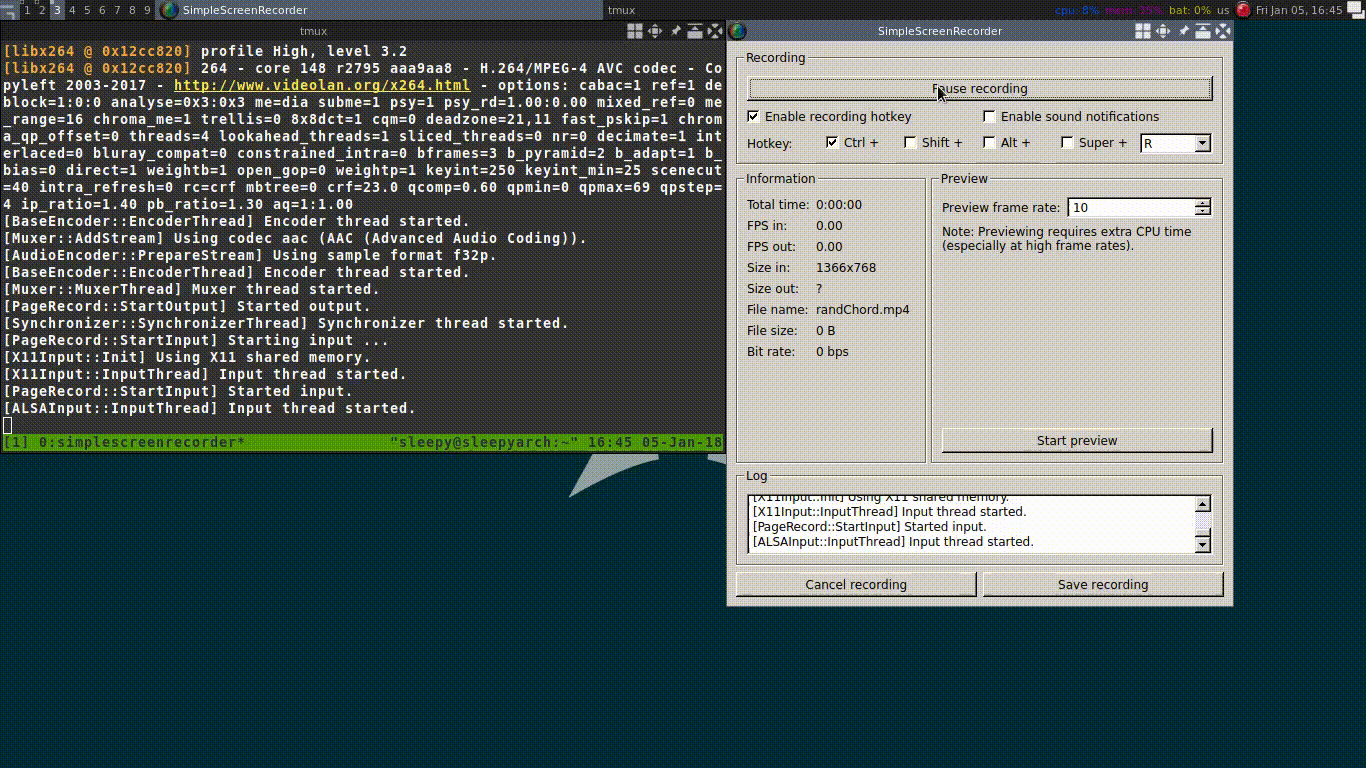 1 2 3 4 5 6 7 8 9 SimpleScreenRecorder tmux cpu: 8% mem: 35% bat: 0% us Fri Jan 05, 16:45
tmux
[libx264 @ 0x12cc820] profile High, level 3.2
[libx264 @ 0x12cc820] 264 - core 148 r2795 aaa9aa8 - H.264/MPEG-4 AVC codec - Co
pyleft 2003-2017 - http://www.videolan.org/x264.html - options: cabac=1 ref=1 de
block=1:0:0 analyse=0x3:0x3 me=dia subme=1 psy=1 psy_rd=1.00:0.00 mixed_ref=0 me
_range=16 chroma_me=1 trellis=0 8x8dct=1 cqm=0 deadzone=21,11 fast_pskip=1 chrom
a_qp_offset=0 threads=4 lookahead_threads=1 sliced_threads=0 nr=0 decimate=1 int
erlaced=0 bluray_compat=0 constrained_intra=0 bframes=3 b_pyramid=2 b_adapt=1 b_
bias=0 direct=1 weightb=1 open_gop=0 weightp=1 keyint=250 keyint_min=25 scenecut
=40 intra_refresh=0 rc=crf mbtree=0 crf=23.0 qcomp=0.60 qpmin=0 qpmax=69 qpstep=
4 ip_ratio=1.40 pb_ratio=1.30 aq=1:1.00
[BaseEncoder::EncoderThread] Encoder thread started.
[Muxer::AddStream] Using codec aac (AAC (Advanced Audio Coding)).
[AudioEncoder::PrepareStream] Using sample format f32p.
[BaseEncoder::EncoderThread] Encoder thread started.
[Muxer::MuxerThread] Muxer thread started.
[PageRecord::StartOutput] Started output.
[Synchronizer::SynchronizerThread] Synchronizer thread started.
[PageRecord::StartInput] Starting input ...
[X11Input::Init] Using X11 shared memory.
[X11Input::InputThread] Input thread started.
[PageRecord::StartInput] Started input.
[ALSAInput::InputThread] Input thread started.
[1] 0:simplescreenrecorder* "sleepy@sleepyarch:~" 16:45 05-Jan-18
SimpleScreenRecorder
Recording
Pause recording
Enable recording hotkey Enable sound notifications
Hotkey: Ctrl + Shift + Alt + Super + R
Information
Total time: 0:00:00
FPS in: 0.00
FPS out: 0.00
Size in: 1366x768
Size out: ?
File name: randChord.mp4
File size: 0 B
Bit rate: 0 bps
Preview
Preview frame rate: 10
Note: Previewing requires extra CPU time
(especially at high frame rates).
Start preview
Log
[X11Input::Init] Using X11 shared memory.
[X11Input::InputThread] Input thread started.
[PageRecord::StartInput] Started input.
[ALSAInput::InputThread] Input thread started.
Cancel recording Save recording